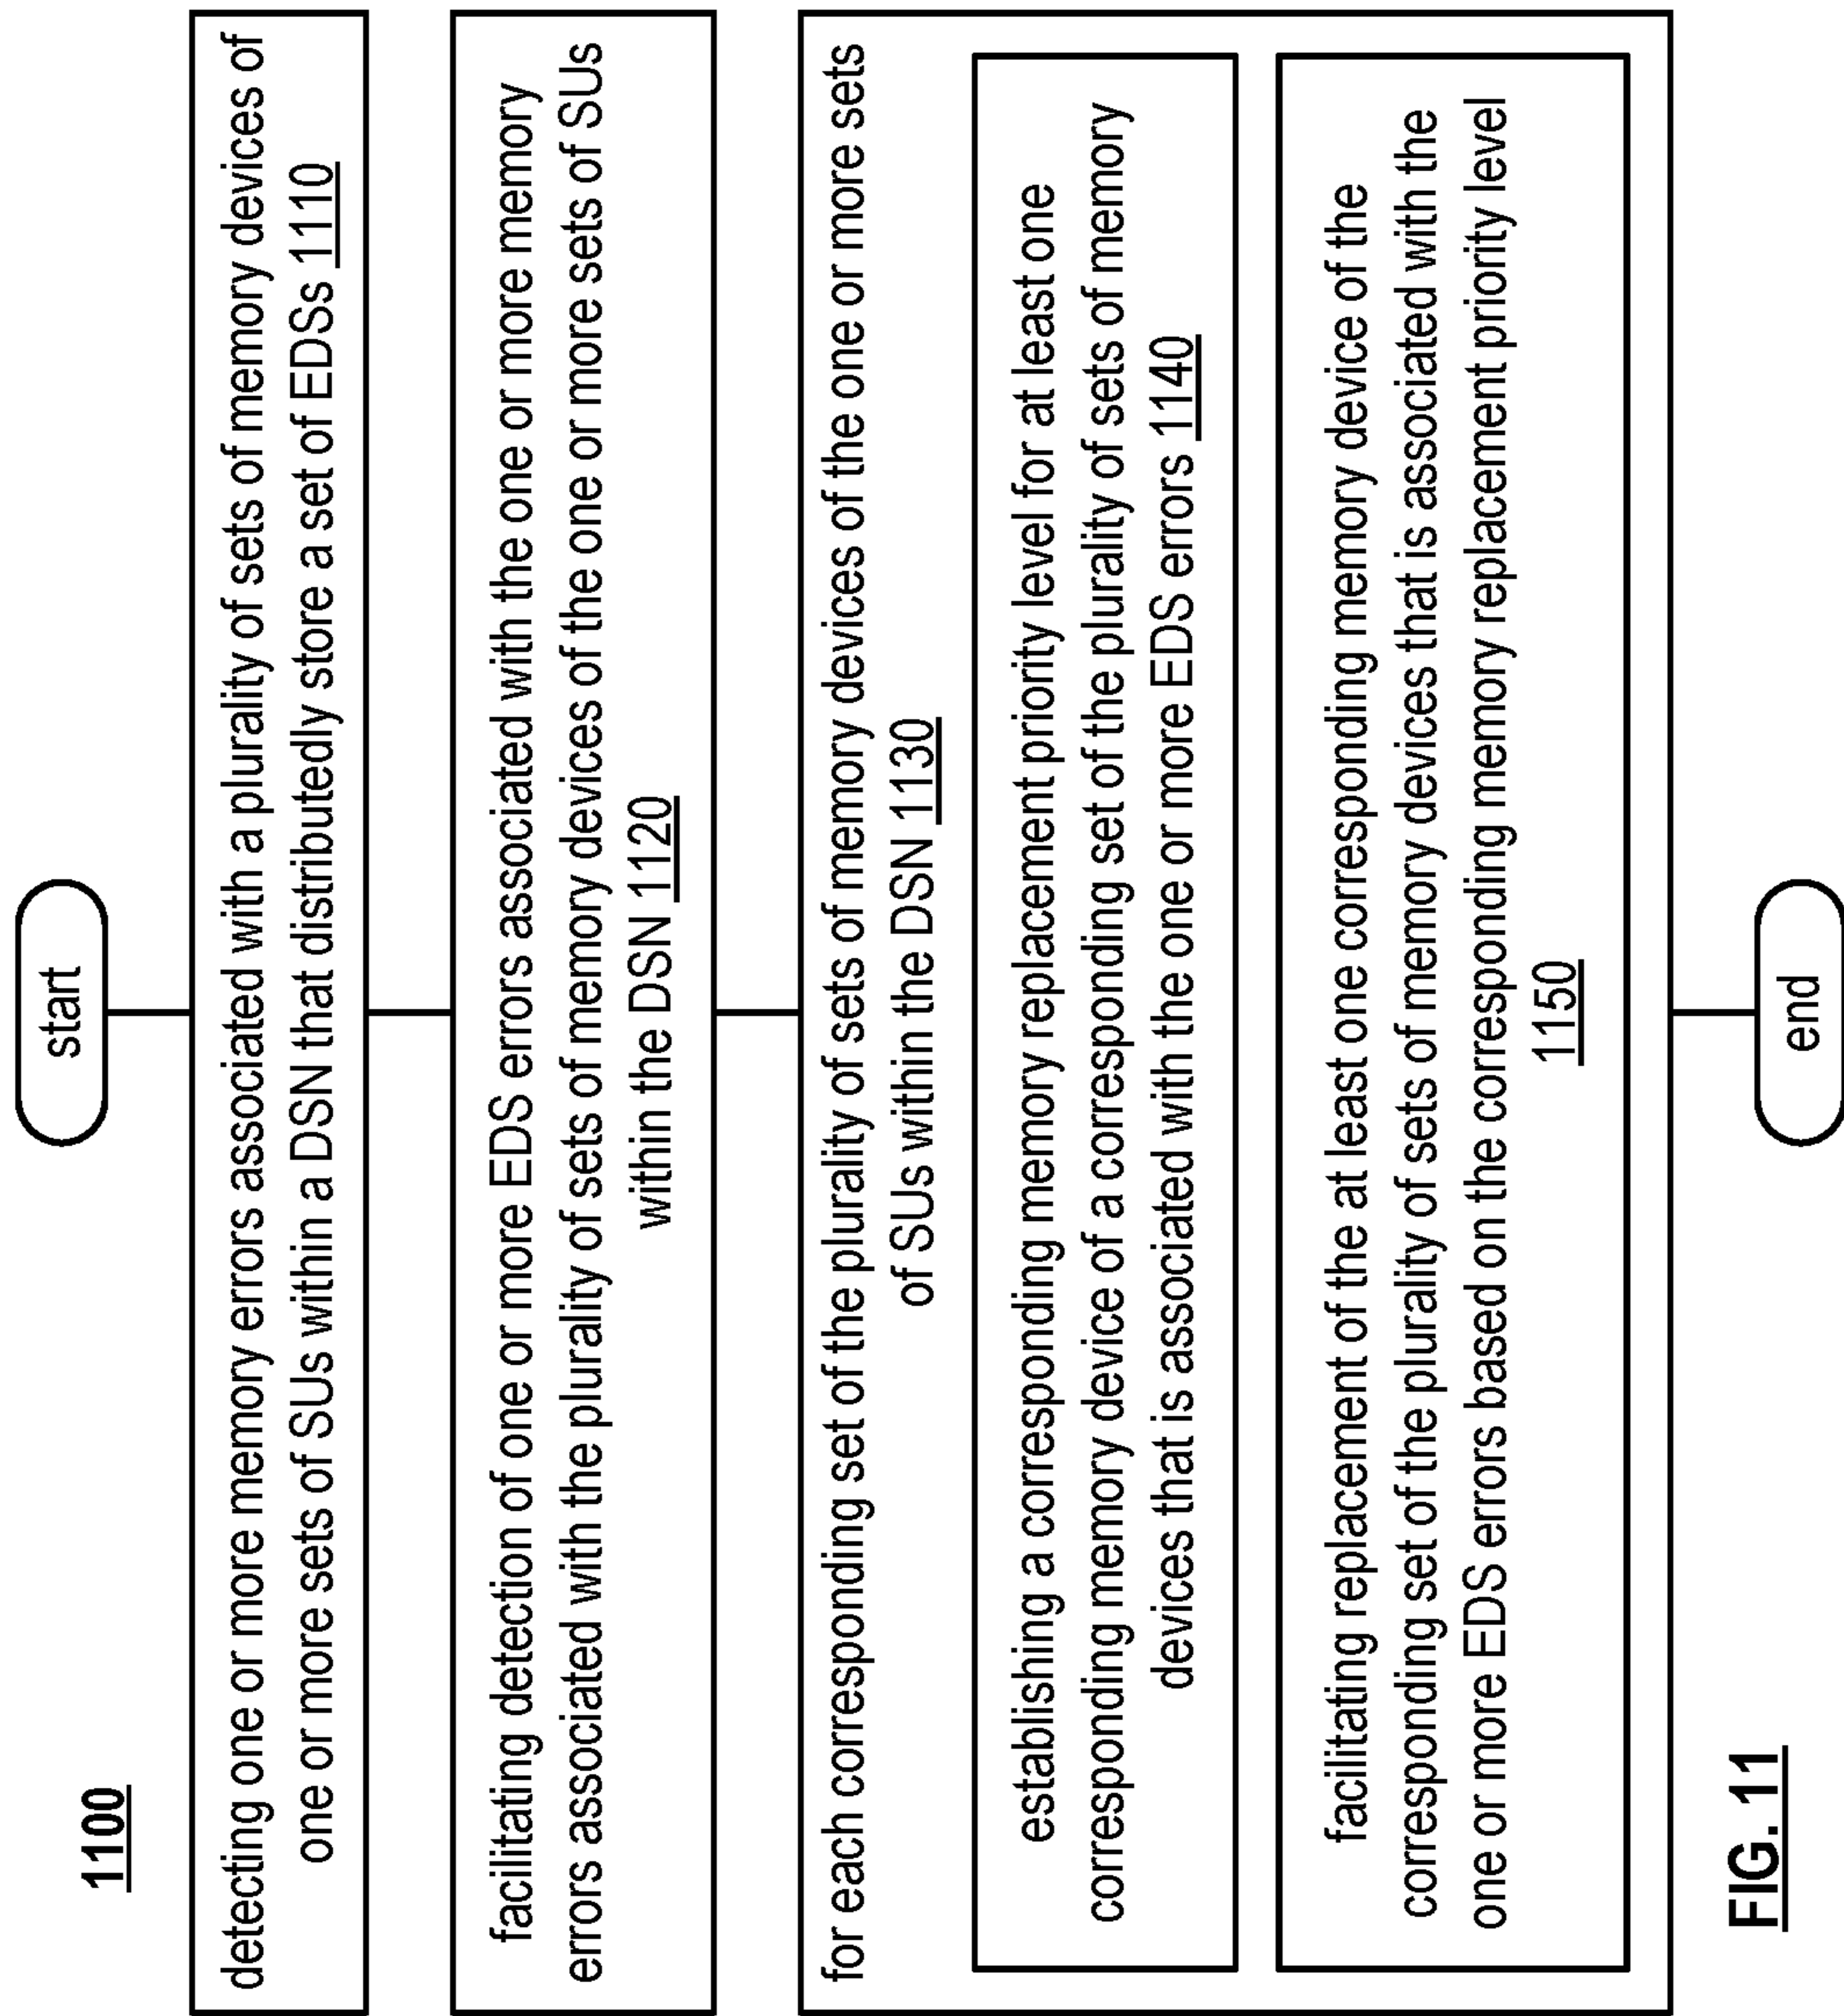 1100
start
detecting one or more memory errors associated with a plurality of sets of memory devices of
one or more sets of SUs within a DSN that distributedly store a set of EDSs 1110
facilitating detection of one or more EDS errors associated with the one or more memory
errors associated with the plurality of sets of memory devices of the one or more sets of SUs
within the DSN 1120
for each corresponding set of the plurality of sets of memory devices of the one or more sets
of SUs within the DSN 1130
establishing a corresponding memory replacement priority level for at least one
corresponding memory device of a corresponding set of the plurality of sets of memory
devices that is associated with the one or more EDS errors 1140
facilitating replacement of the at least one corresponding memory device of the
corresponding set of the plurality of sets of memory devices that is associated with the
one or more EDS errors based on the corresponding memory replacement priority level
1150
end
FIG. 11